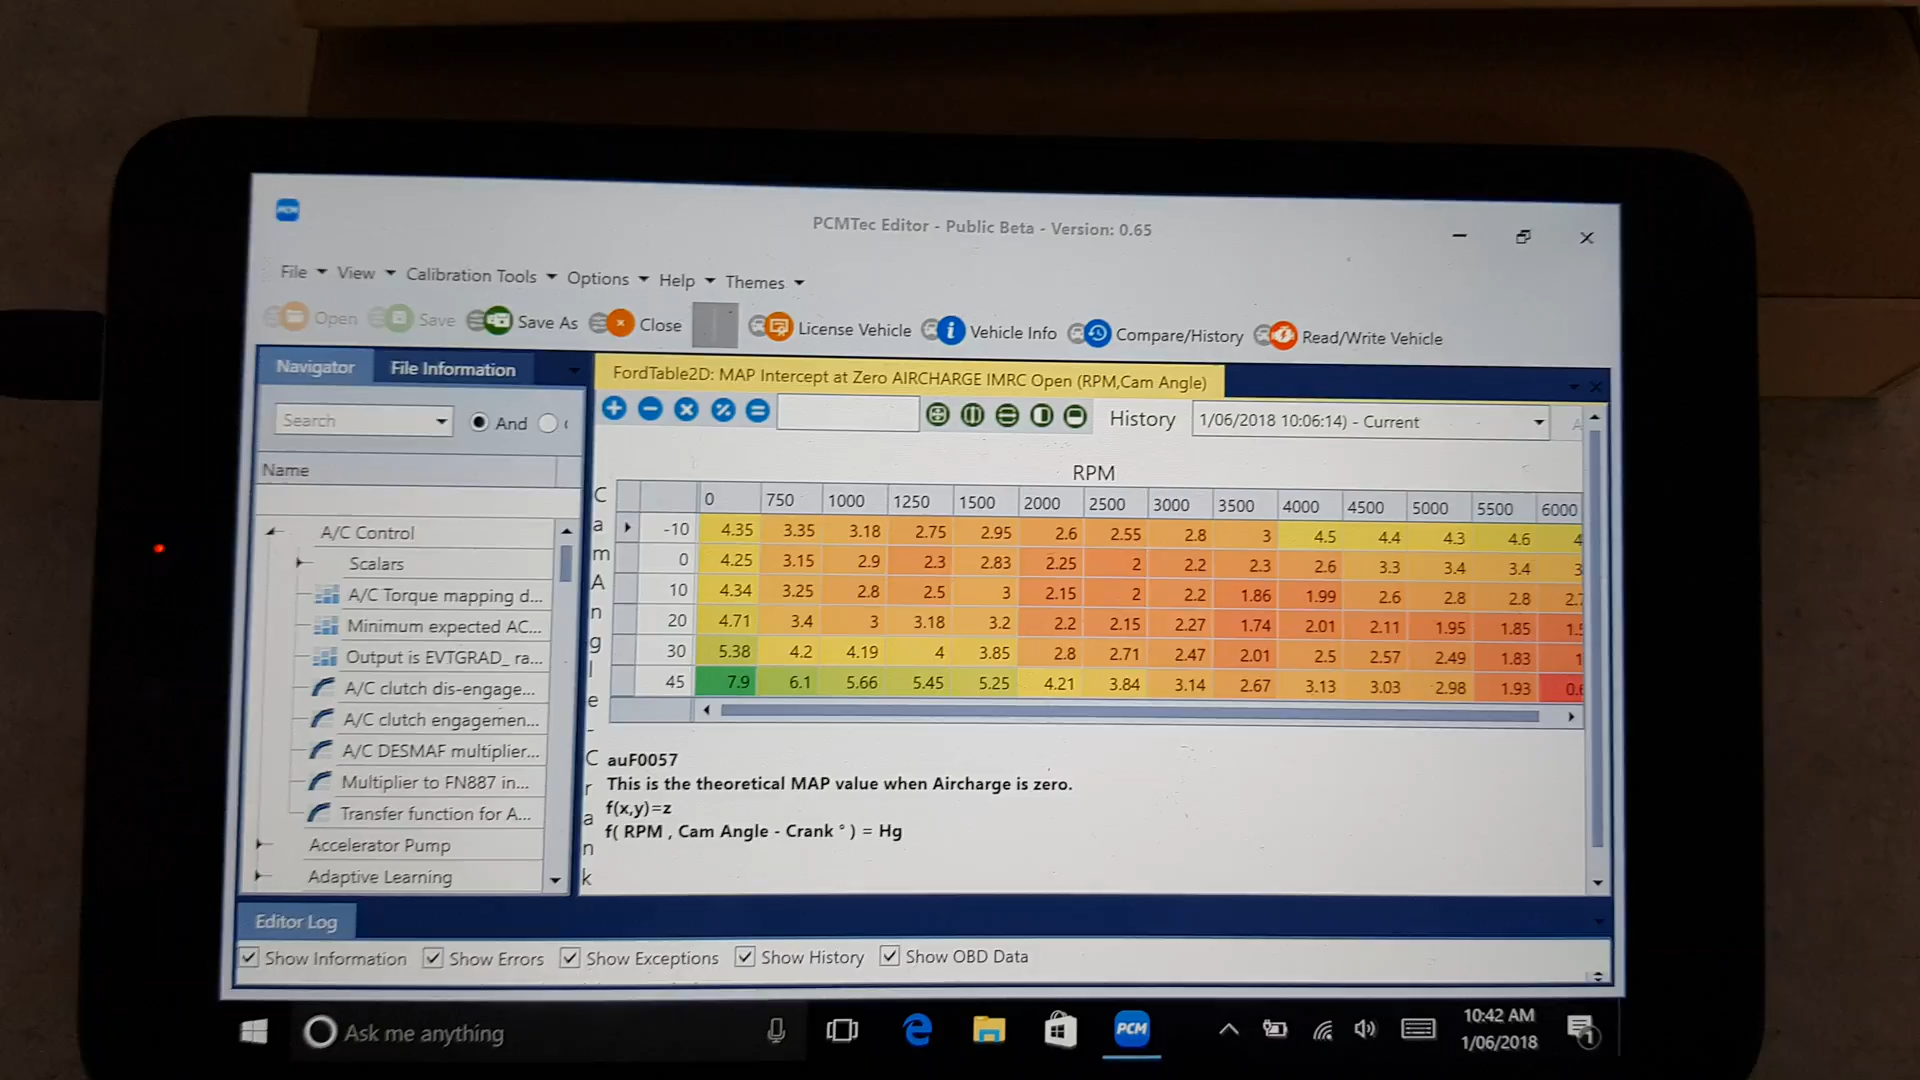 PCM
PCMTec Editor - Public Beta - Version: 0.65
File View Calibration Tools Options Help Themes
Open Save Save As Close License Vehicle Vehicle Info Compare/History Read/Write Vehicle
Navigator File Information
FordTable2D: MAP Intercept at Zero AIRCHARGE IMRC Open (RPM,Cam Angle)
Search And
History 1/06/2018 10:06:14) - Current
Name
A/C Control
Scalars
A/C Torque mapping d...
Minimum expected AC...
Output is EVTGRAD_ ra...
A/C clutch dis-engage...
A/C clutch engagemen...
A/C DESMAF multiplier...
Multiplier to FN887 in...
Transfer function for A...
Accelerator Pump
Adaptive Learning
RPM
Cam Angle - Crank
0 750 1000 1250 1500 2000 2500 3000 3500 4000 4500 5000 5500 6000
-10 4.35 3.35 3.18 2.75 2.95 2.6 2.55 2.8 3 4.5 4.4 4.3 4.6 4
0 4.25 3.15 2.9 2.3 2.83 2.25 2 2.2 2.3 2.6 3.3 3.4 3.4 3
10 4.34 3.25 2.8 2.5 3 2.15 2 2.2 1.86 1.99 2.6 2.8 2.8 2.7
20 4.71 3.4 3 3.18 3.2 2.2 2.15 2.27 1.74 2.01 2.11 1.95 1.85 1.5
30 5.38 4.2 4.19 4 3.85 2.8 2.71 2.47 2.01 2.5 2.57 2.49 1.83 1
45 7.9 6.1 5.66 5.45 5.25 4.21 3.84 3.14 2.67 3.13 3.03 2.98 1.93 0.6
auF0057
This is the theoretical MAP value when Aircharge is zero.
f(x,y)=z
f( RPM , Cam Angle - Crank ° ) = Hg
Editor Log
Show Information Show Errors Show Exceptions Show History Show OBD Data
Ask me anything
PCM
10:42 AM
1/06/2018
1